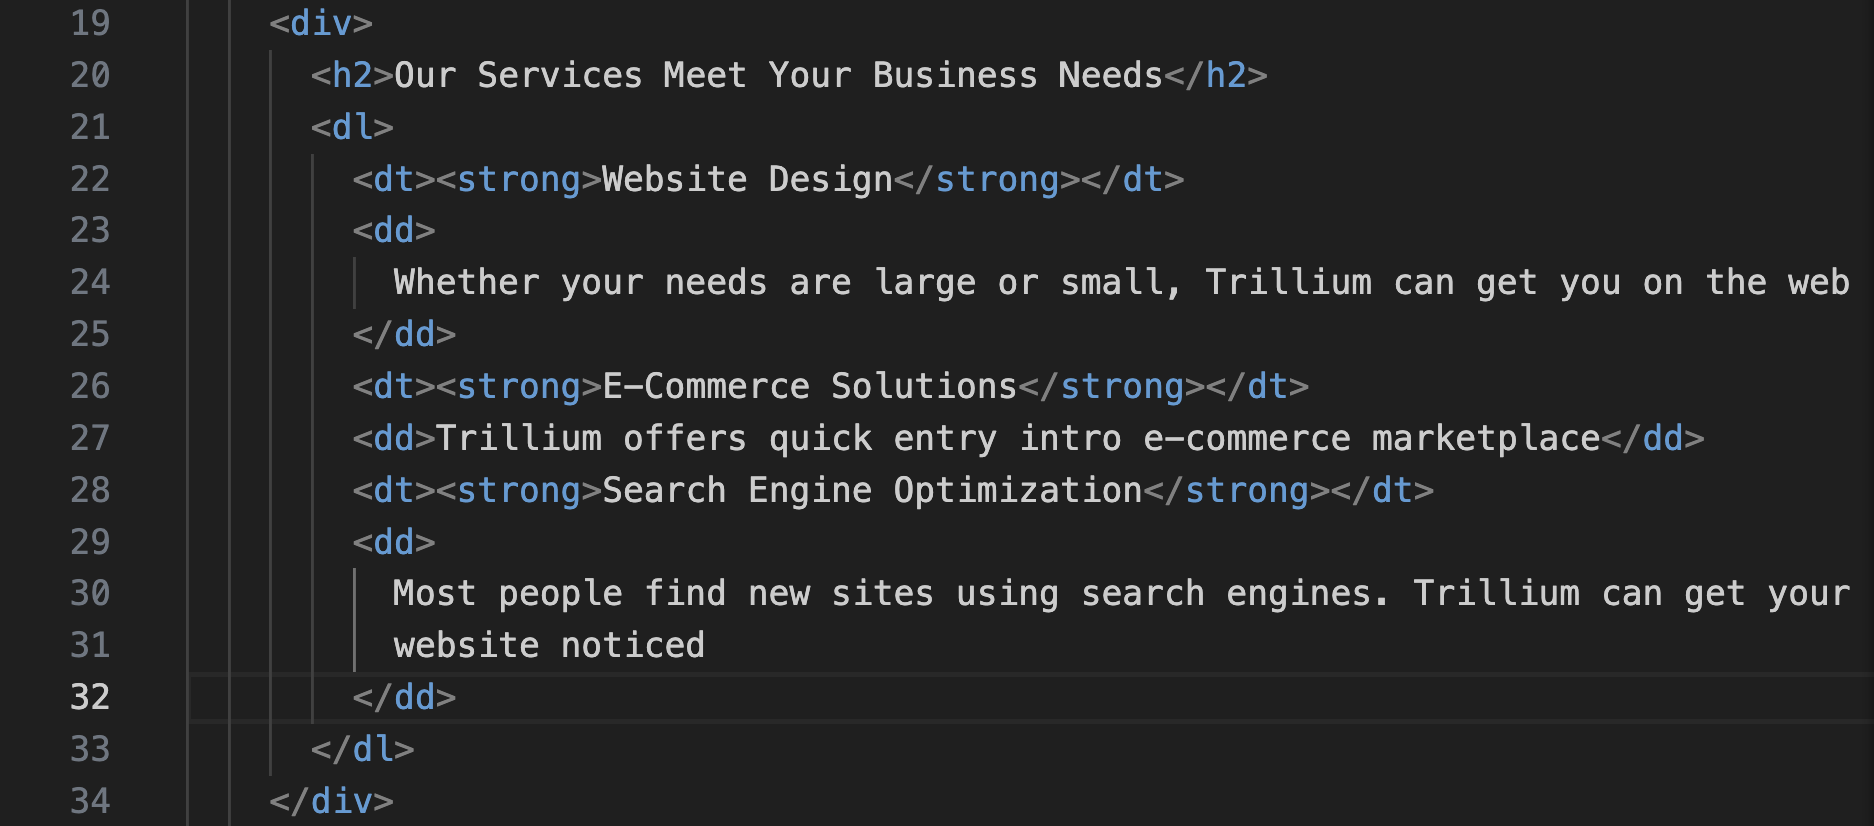 19 <div>
20 <h2>Our Services Meet Your Business Needs</h2>
21 <dl>
22 <dt><strong>Website Design</strong></dt>
23 <dd>
24 Whether your needs are large or small, Trillium can get you on the web
25 </dd>
26 <dt><strong>E-Commerce Solutions</strong></dt>
27 <dd>Trillium offers quick entry intro e-commerce marketplace</dd>
28 <dt><strong>Search Engine Optimization</strong></dt>
29 <dd>
30 Most people find new sites using search engines. Trillium can get your
31 website noticed
32 </dd>
33 </dl>
34 </div>